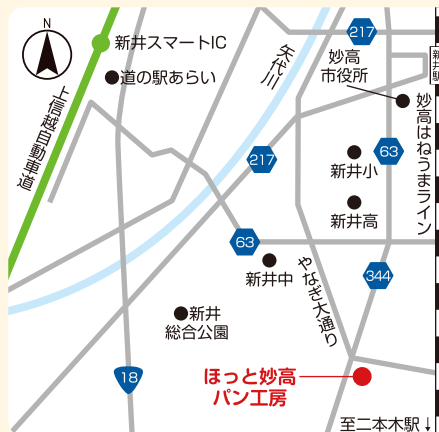 N
新井スマートIC
道の駅あらい
上信越自動車道
矢代川
217
妙高
市役所
新井駅
妙高はねうまライン
63
新井小
217
新井高
63
新井中
やなぎ大通り
344
新井
総合公園
18
ほっと妙高
パン工房
至二本木駅↓